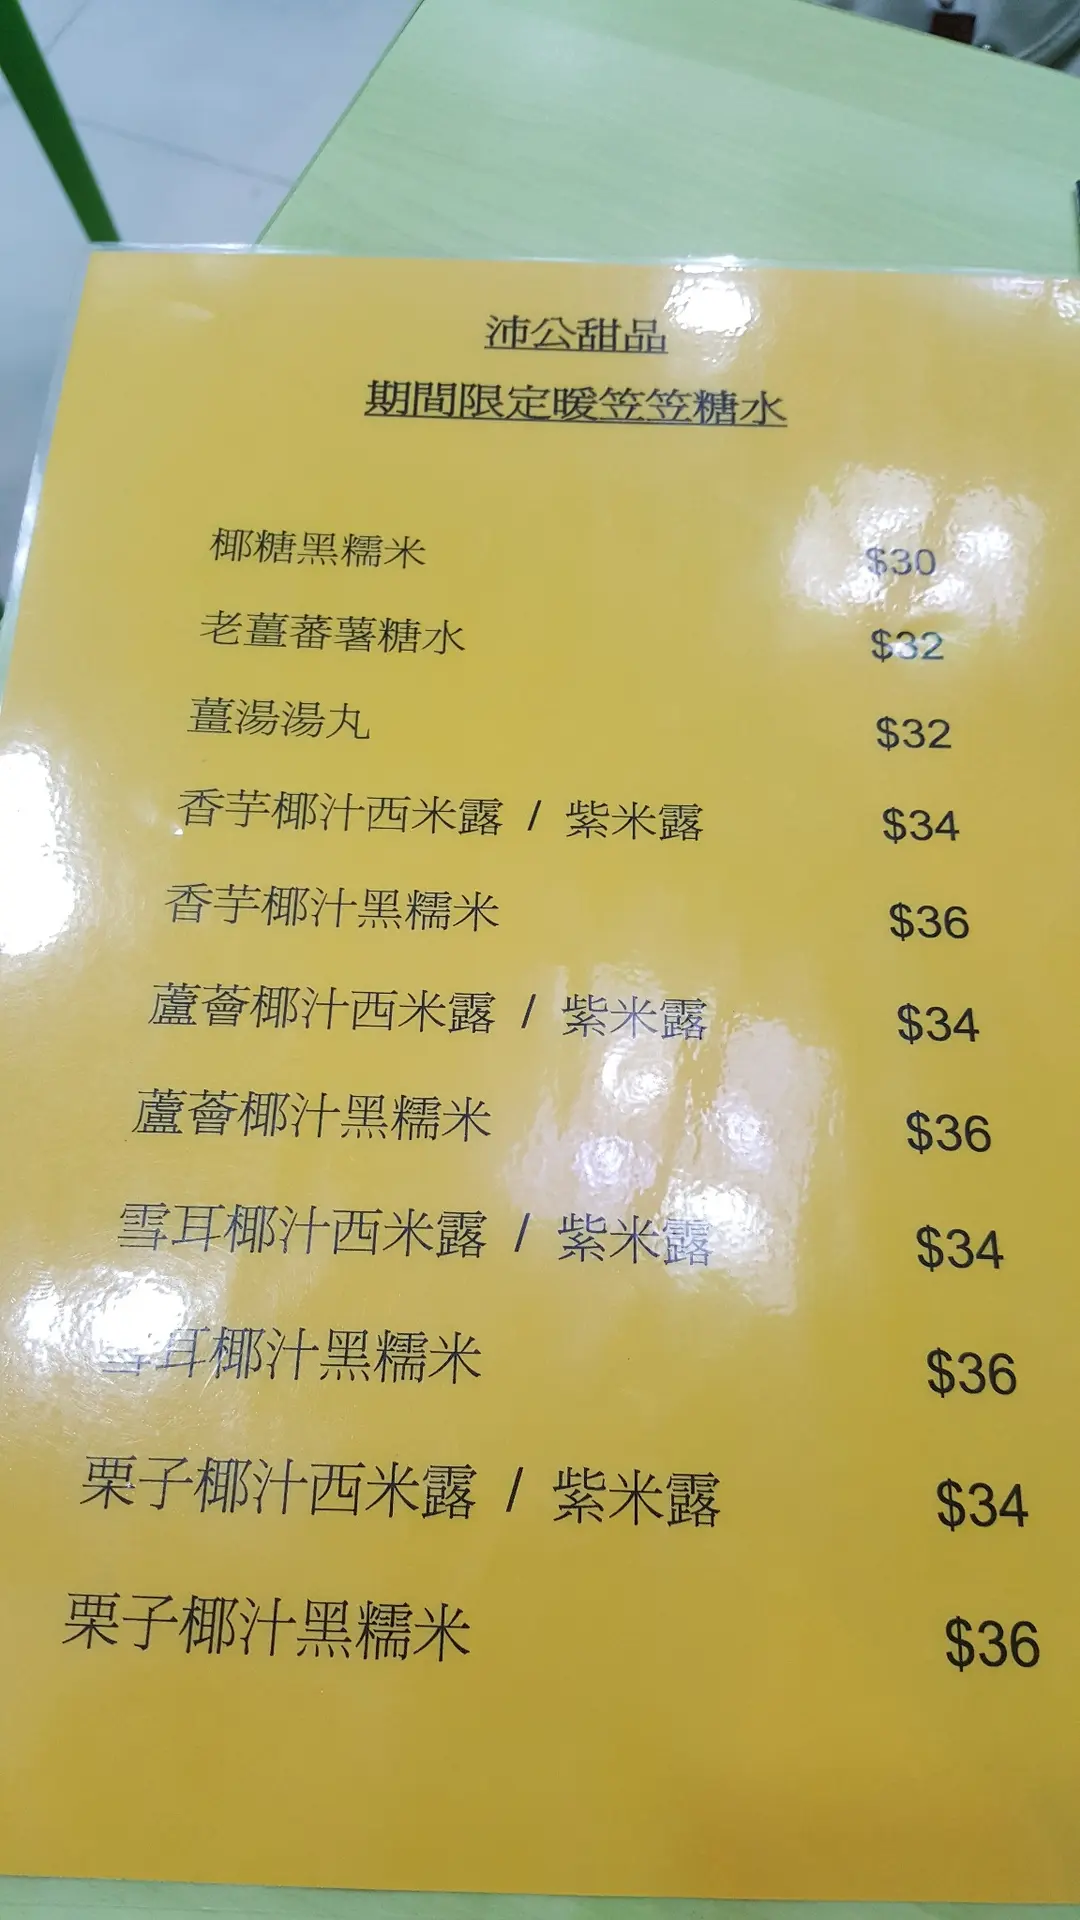 沛公甜品
期間限定暖笠笠糖水
椰糖黑糯米 $30
老薑蕃薯糖水 $32
薑湯湯丸 $32
香芋椰汁西米露 / 紫米露 $34
香芋椰汁黑糯米 $36
蘆薈椰汁西米露 / 紫米露 $34
蘆薈椰汁黑糯米 $36
雪耳椰汁西米露 / 紫米露 $34
雪耳椰汁黑糯米 $36
栗子椰汁西米露 / 紫米露 $34
栗子椰汁黑糯米 $36